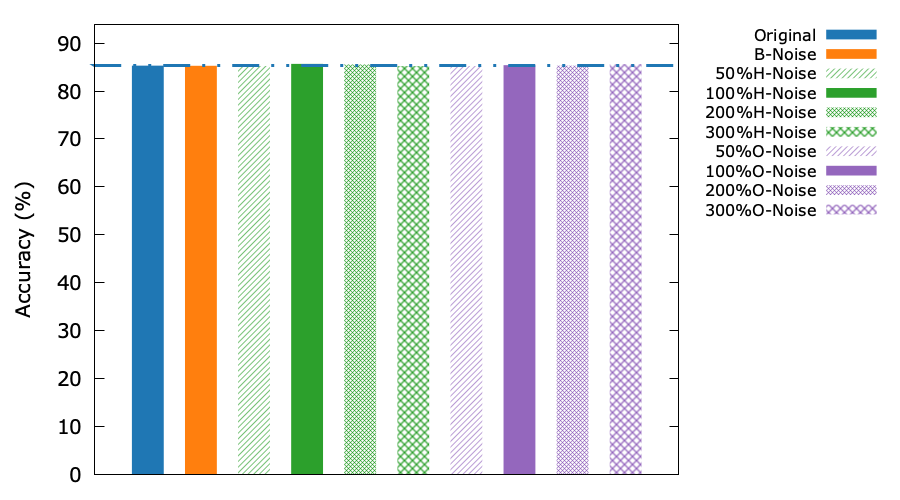 Accuracy (%)
90
80
70
60
50
40
30
20
10
0
Original
B-Noise
50%H-Noise
100%H-Noise
200%H-Noise
300%H-Noise
50%O-Noise
100%O-Noise
200%O-Noise
300%O-Noise